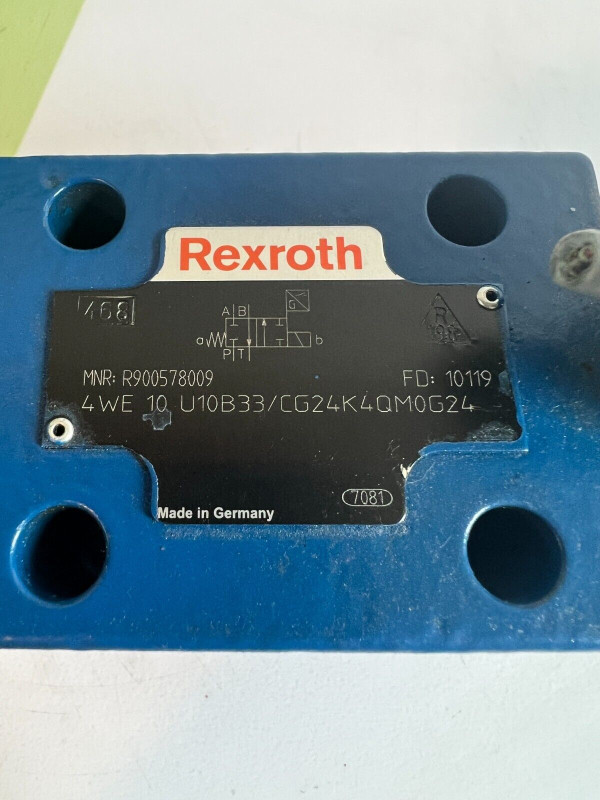 Rexroth
468
A B
G
a b
P T
MNR: R900578009 FD: 10119
4WE 10 U10B33/CG24K4QM0G24
7081
Made in Germany